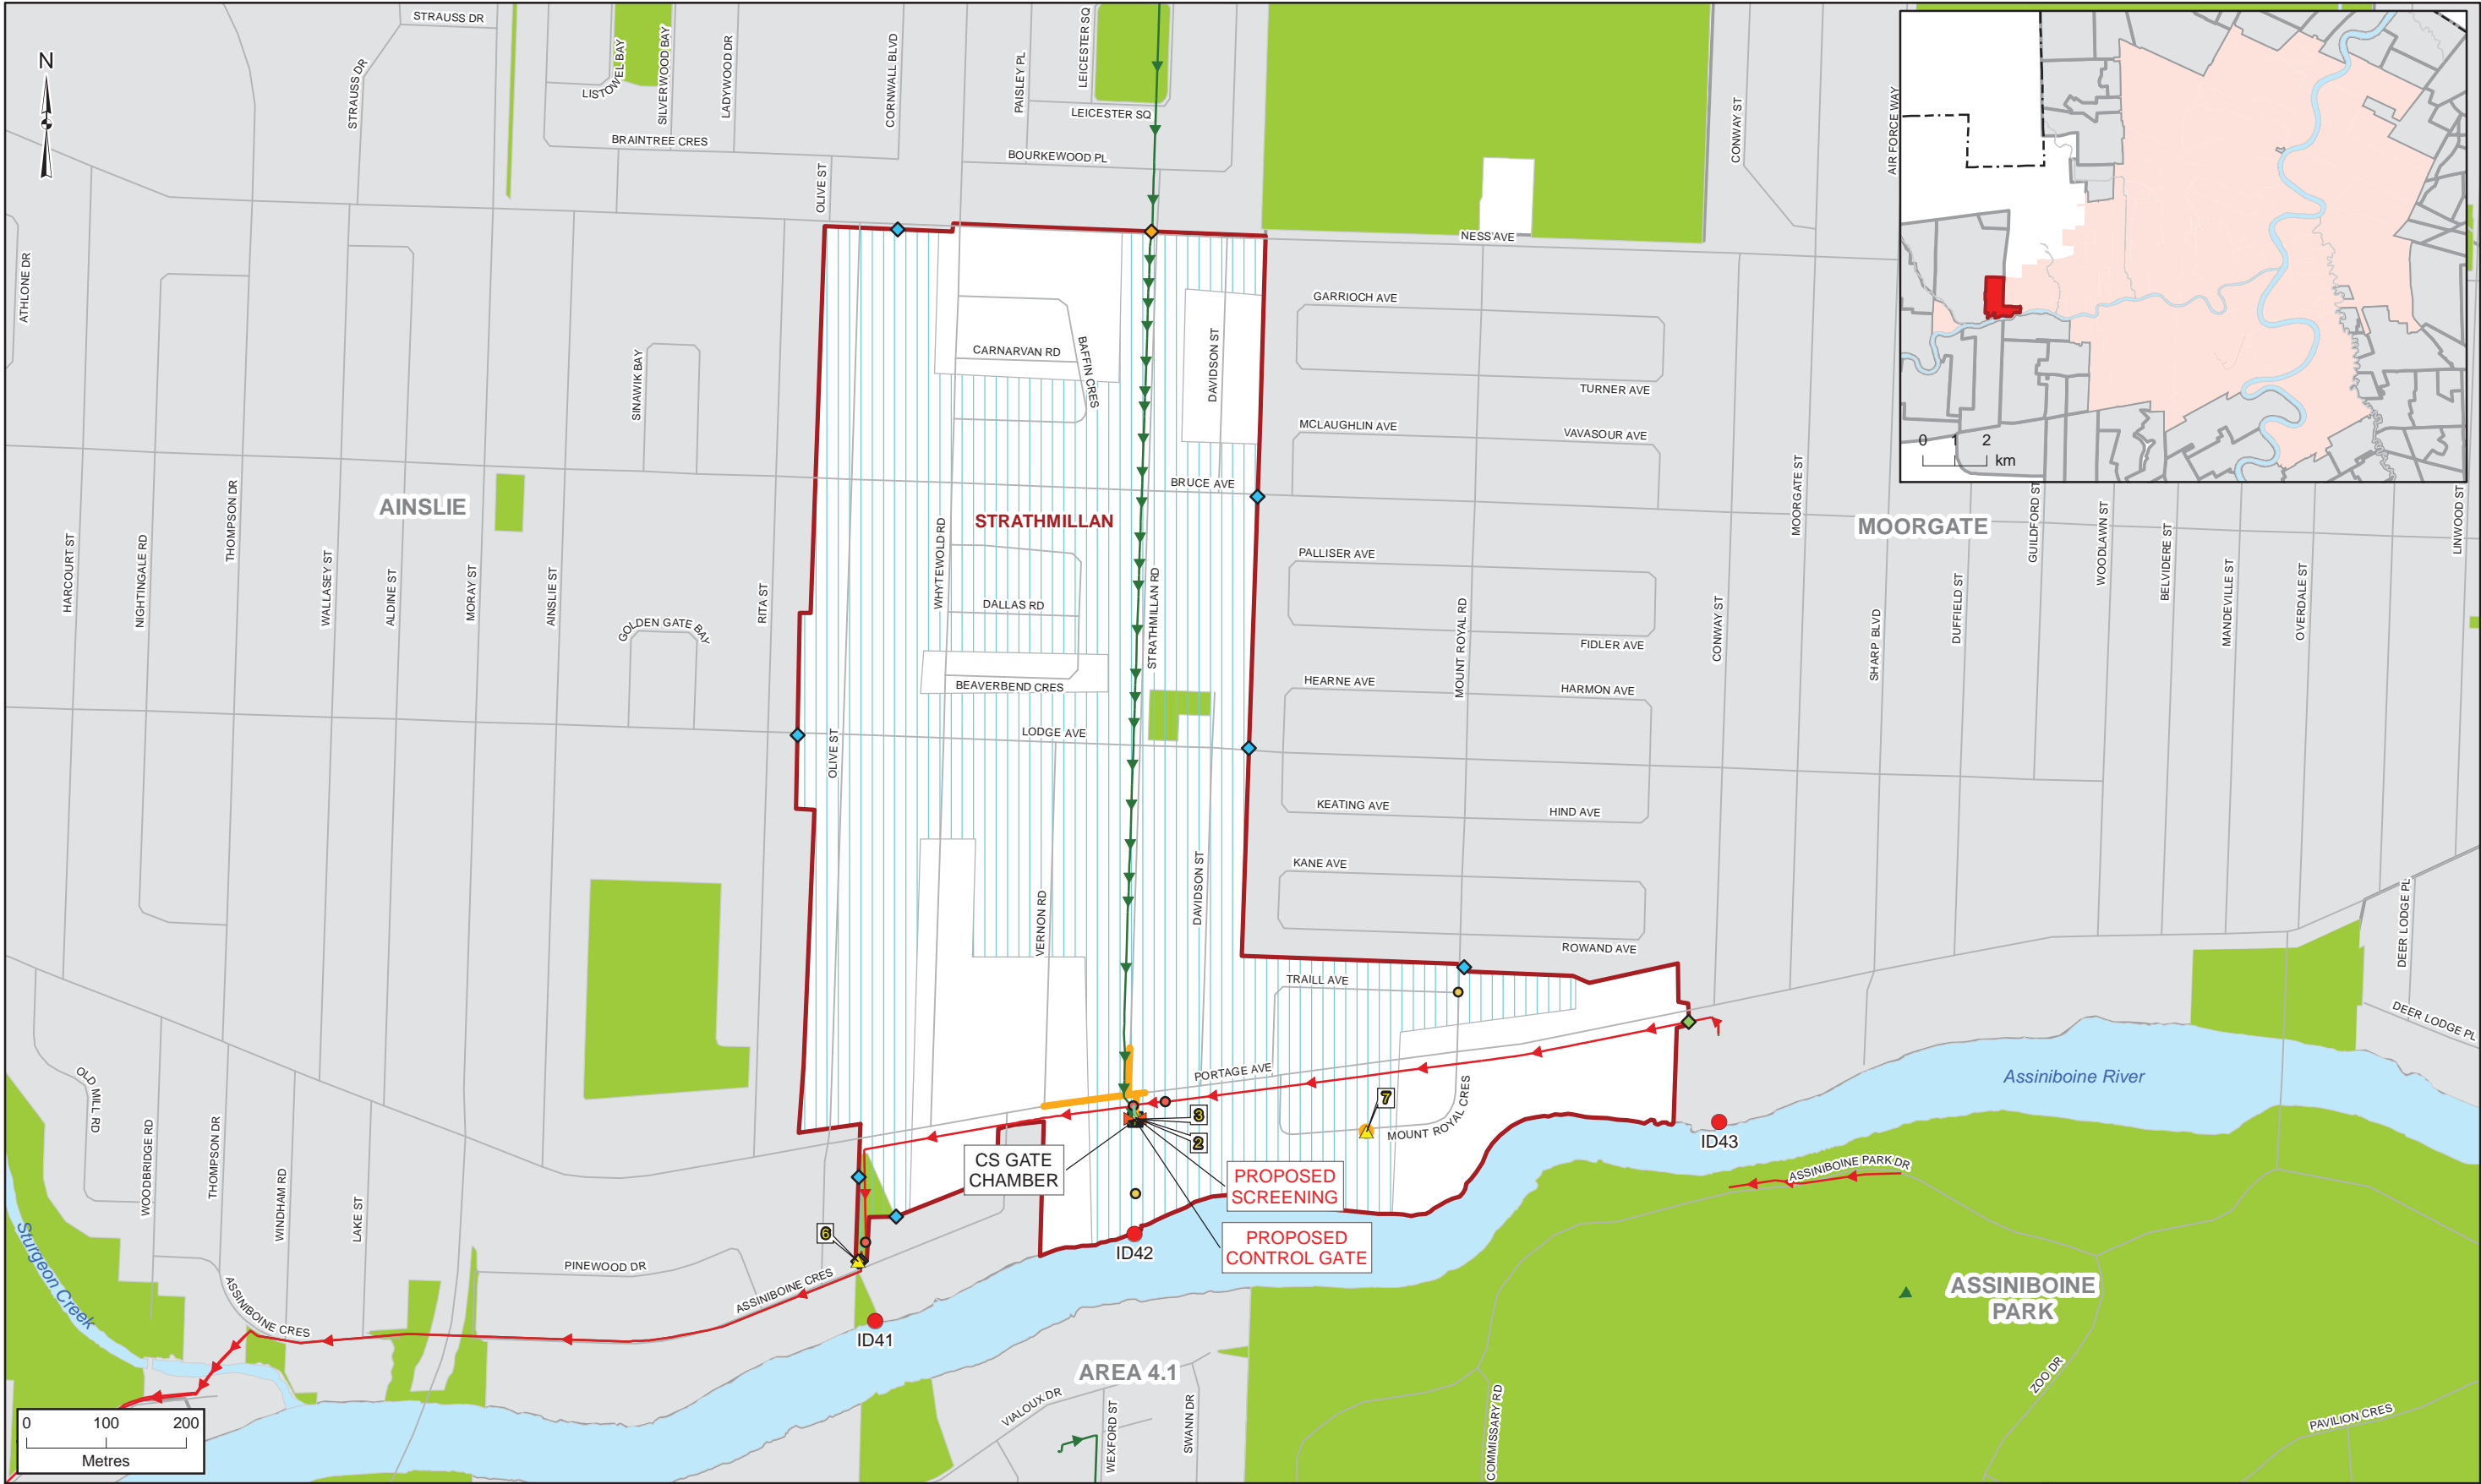 STRAUSS DR
STRAUSS DR
LISTOWEL BAY
SILVERWOOD BAY
LADYWOOD DR
CORNWALL BLVD
PAISLEY PL
LEICESTER SQ
LEICESTER SQ
BRAINTREE CRES
BOURKEWOOD PL
OLIVE ST
CONWAY ST
AIR FORCE WAY
N
NESS AVE
ATHLONE DR
GARRIOCH AVE
TURNER AVE
CARNARVAN RD
BAFFIN CRES
DAVIDSON ST
SINAWIK BAY
MCLAUGHLIN AVE
VAVASOUR AVE
0 1 2
km
BRUCE AVE
AINSLIE
STRATHMILLAN
MOORGATE
HARCOURT ST
NIGHTINGALE RD
THOMPSON DR
WALLASEY ST
ALDINE ST
MORAY ST
AINSLIE ST
GOLDEN GATE BAY
RITA ST
WHYTEWOLD RD
DALLAS RD
BEAVERBEND CRES
STRATHMILLAN RD
LODGE AVE
OLIVE ST
PALLISER AVE
FIDLER AVE
HEARNE AVE
HARMON AVE
MOUNT ROYAL RD
CONWAY ST
MOORGATE ST
SHARP BLVD
DUFFIELD ST
GUILDFORD ST
WOODLAWN ST
BELVIDERE ST
MANDEVILLE ST
OVERDALE ST
LINWOOD ST
KEATING AVE
HIND AVE
KANE AVE
ROWAND AVE
VERNON RD
DAVIDSON ST
TRAILL AVE
DEER LODGE PL
DEER LODGE PL
PORTAGE AVE
MOUNT ROYAL CRES
Assiniboine River
7
3
2
6
CS GATE
CHAMBER
PROPOSED
SCREENING
PROPOSED
CONTROL GATE
ID43
ID42
ID41
OLD MILL RD
WOODBRIDGE RD
THOMPSON DR
WINDHAM RD
LAKE ST
PINEWOOD DR
ASSINIBOINE CRES
ASSINIBOINE CRES
Sturgeon Creek
ASSINIBOINE PARK DR
ASSINIBOINE
PARK
AREA 4.1
VIALOUX DR
WEXFORD ST
SWANN DR
COMMISSARY RD
ZOO DR
PAVILION CRES
0 100 200
Metres